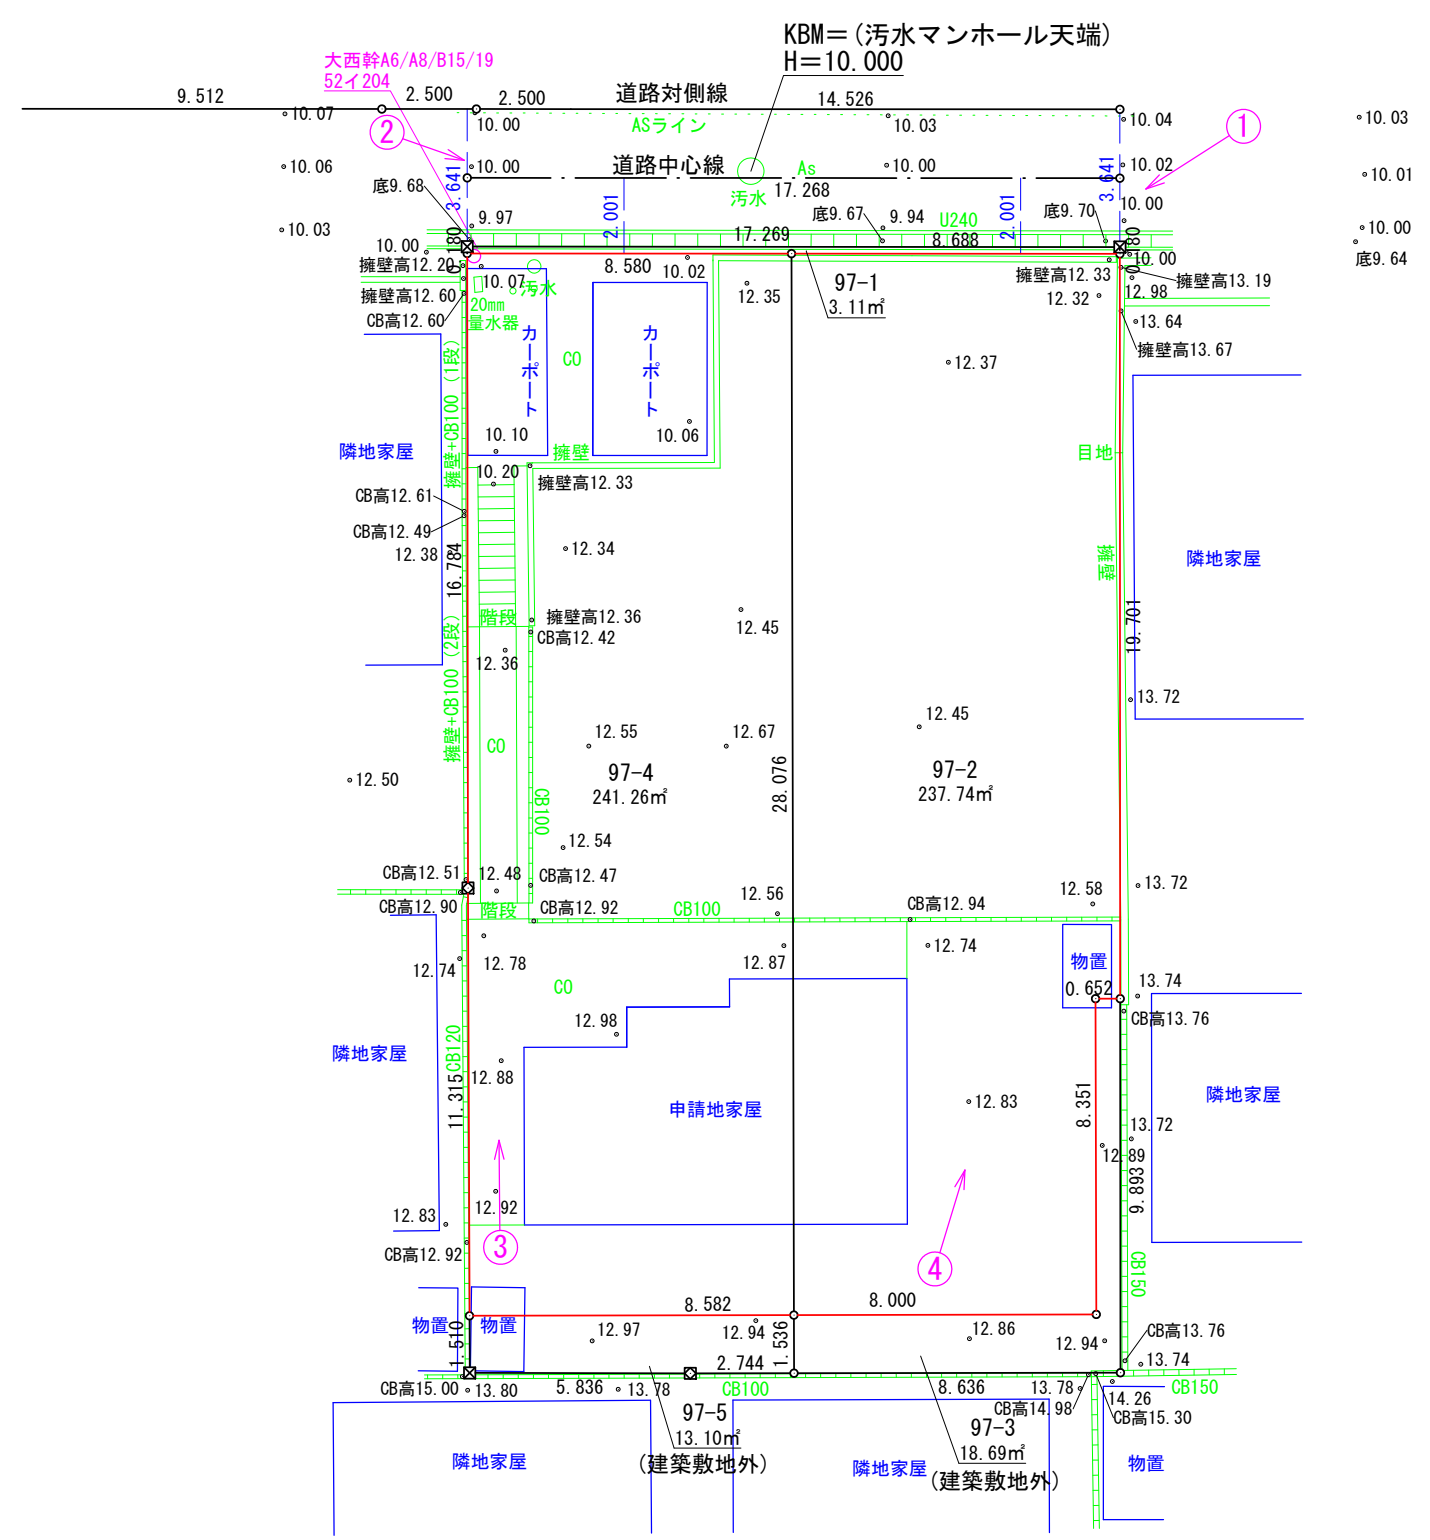 KBM＝(汚水マンホール天端)
H＝10.000
大西幹A6/A8/B15/19
52イ204
9.512
2.500
2.500
道路対側線
14.526
10.07
②
10.00
ASライン
10.03
10.04
①
10.03
10.06
10.00
道路中心線
As
10.00
10.02
10.01
底9.68
3.641
汚水
17.268
3.641
10.03
9.97
2.001
底9.67
9.94
U240
2.001
底9.70
10.00
10.00
10.00
0.180
17.269
8.688
0.180
底9.64
擁壁高12.20
10.07
8.580
10.02
10.00
擁壁高12.33
擁壁高13.19
擁壁高12.60
汚水
12.35
97-1
3.11㎡
12.32
12.98
CB高12.60
20mm
量水器
13.64
擁壁高13.67
カーポート
CO
カーポート
12.37
隣地家屋
擁壁+CB100 (1段)
10.10
10.06
擁壁
目地
10.20
擁壁高12.33
CB高12.61
CB高12.49
12.38
16.784
12.34
擁壁
隣地家屋
階段
擁壁高12.36
CB高12.42
12.45
19.701
擁壁+CB100 (2段)
12.36
13.72
CO
12.55
12.67
12.45
12.50
97-4
241.26㎡
28.076
97-2
237.74㎡
CB100
12.54
CB高12.51
12.48
CB高12.47
12.58
13.72
CB高12.90
階段
CB高12.92
CB100
12.56
CB高12.94
12.74
12.78
12.87
12.74
物置
CO
0.652
13.74
CB高13.76
12.98
隣地家屋
CB120
12.88
11.315
申請地家屋
12.83
8.351
隣地家屋
13.72
12.89
9.893
12.83
12.92
CB高12.92
③
④
CB150
8.582
8.000
物置
物置
1.510
12.97
12.94
1.536
12.86
12.94
CB高13.76
13.74
2.744
CB高15.00
13.80
5.836
13.78
CB100
8.636
13.78
14.26
CB150
CB高14.98
CB高15.30
97-5
13.10㎡
(建築敷地外)
97-3
18.69㎡
(建築敷地外)
隣地家屋
隣地家屋
物置